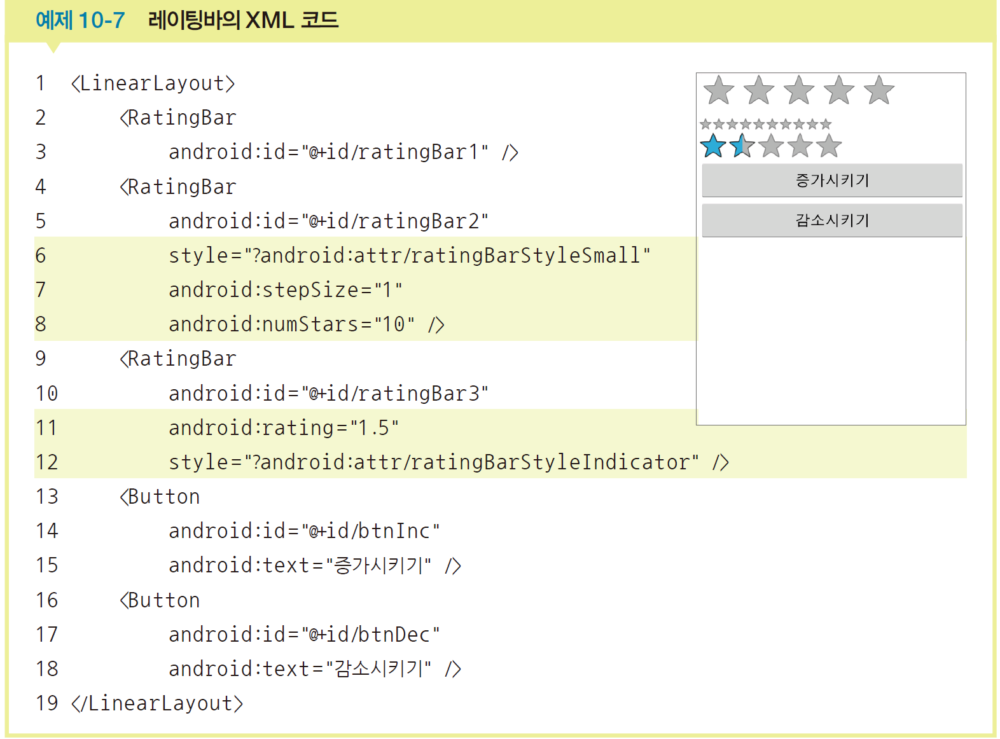 예제 10-7 레이팅바의 XML 코드
1 <LinearLayout>
2 <RatingBar
3 android:id="@+id/ratingBar1" />
4 <RatingBar
5 android:id="@+id/ratingBar2"
6 style="?android:attr/ratingBarStyleSmall"
7 android:stepSize="1"
8 android:numStars="10" />
9 <RatingBar
10 android:id="@+id/ratingBar3"
11 android:rating="1.5"
12 style="?android:attr/ratingBarStyleIndicator" />
13 <Button
14 android:id="@+id/btnInc"
15 android:text="증가시키기" />
16 <Button
17 android:id="@+id/btnDec"
18 android:text="감소시키기" />
19 </LinearLayout>
증가시키기
감소시키기